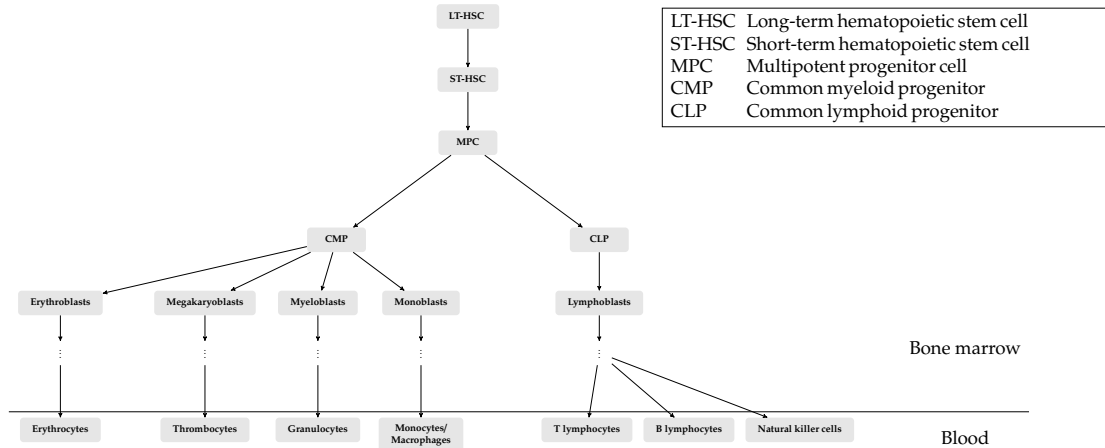 LT-HSC
LT-HSC Long-term hematopoietic stem cell
ST-HSC Short-term hematopoietic stem cell
MPC Multipotent progenitor cell
CMP Common myeloid progenitor
CLP Common lymphoid progenitor
ST-HSC
MPC
CMP
CLP
Erythroblasts
Megakaryoblasts
Myeloblasts
Monoblasts
Lymphoblasts
Bone marrow
Erythrocytes
Thrombocytes
Granulocytes
Monocytes/
Macrophages
T lymphocytes
B lymphocytes
Natural killer cells
Blood